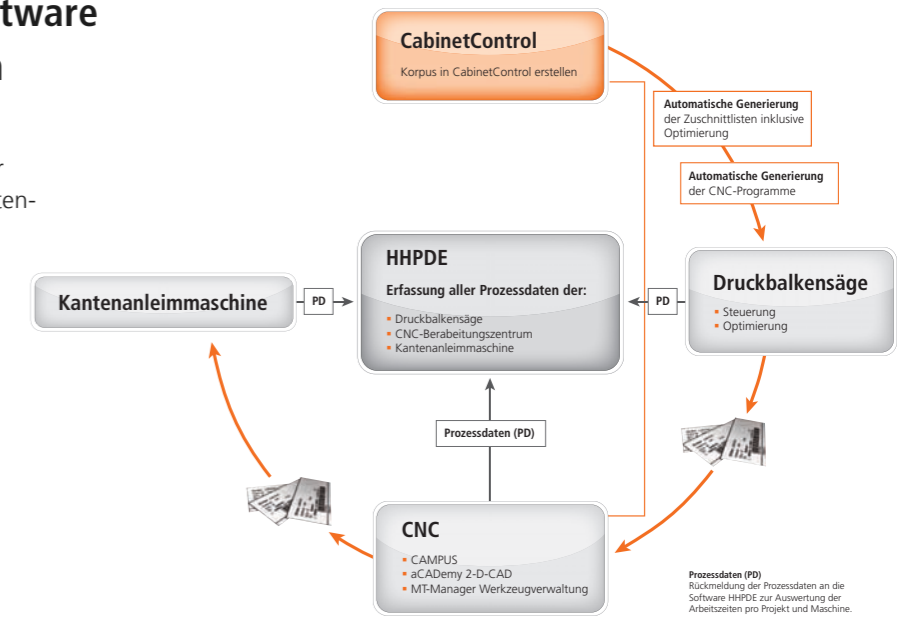 tware
CabinetControl
Korpus in CabinetControl erstellen
Automatische Generierung
der Zuschnittlisten inklusive
Optimierung
Automatische Generierung
der CNC-Programme
ten-
HHPDE
Erfassung aller Prozessdaten der:
Druckbalkensäge
CNC-Berabeitungszentrum
Kantenanleimmaschine
Kantenanleimmaschine
PD
PD
Druckbalkensäge
Steuerung
Optimierung
Prozessdaten (PD)
CNC
CAMPUS
aCADemy 2-D-CAD
MT-Manager Werkzeugverwaltung
Prozessdaten (PD)
Rückmeldung der Prozessdaten an die
Software HHPDE zur Auswertung der
Arbeitszeiten pro Projekt und Maschine.